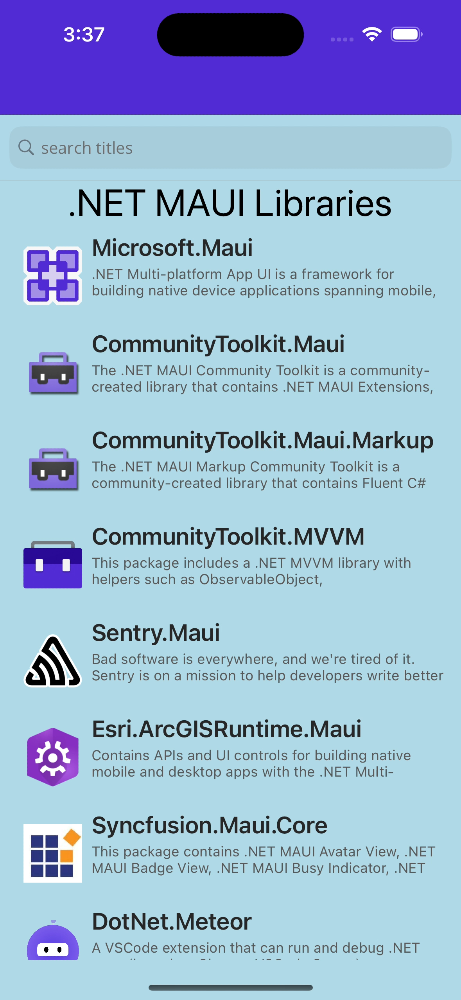 3:37
search titles
.NET MAUI Libraries
Microsoft.Maui
.NET Multi-platform App UI is a framework for
building native device applications spanning mobile,
CommunityToolkit.Maui
The .NET MAUI Community Toolkit is a community-
created library that contains .NET MAUI Extensions,
CommunityToolkit.Maui.Markup
The .NET MAUI Markup Community Toolkit is a
community-created library that contains Fluent C#
CommunityToolkit.MVVM
This package includes a .NET MVVM library with
helpers such as ObservableObject,
Sentry.Maui
Bad software is everywhere, and we're tired of it.
Sentry is on a mission to help developers write better
Esri.ArcGISRuntime.Maui
Contains APIs and UI controls for building native
mobile and desktop apps with the .NET Multi-
Syncfusion.Maui.Core
This package contains .NET MAUI Avatar View, .NET
MAUI Badge View, .NET MAUI Busy Indicator, .NET
DotNet.Meteor
A VSCode extension that can run and debug .NET